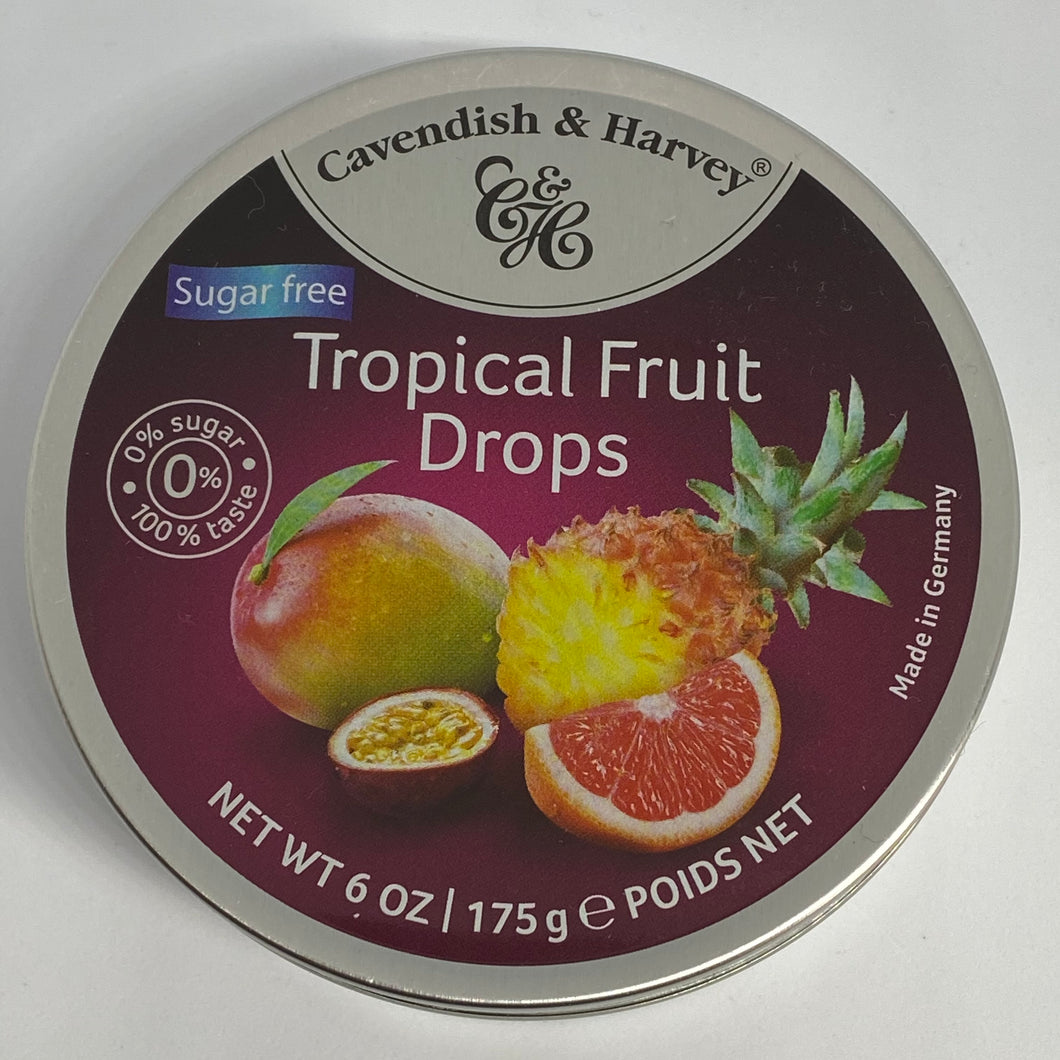 Cavendish & Harvey®
C&H
Sugar free
Tropical Fruit
Drops
0% sugar
0%
100% taste
Made in Germany
NET WT 6 OZ | 175g ℮ POIDS NET